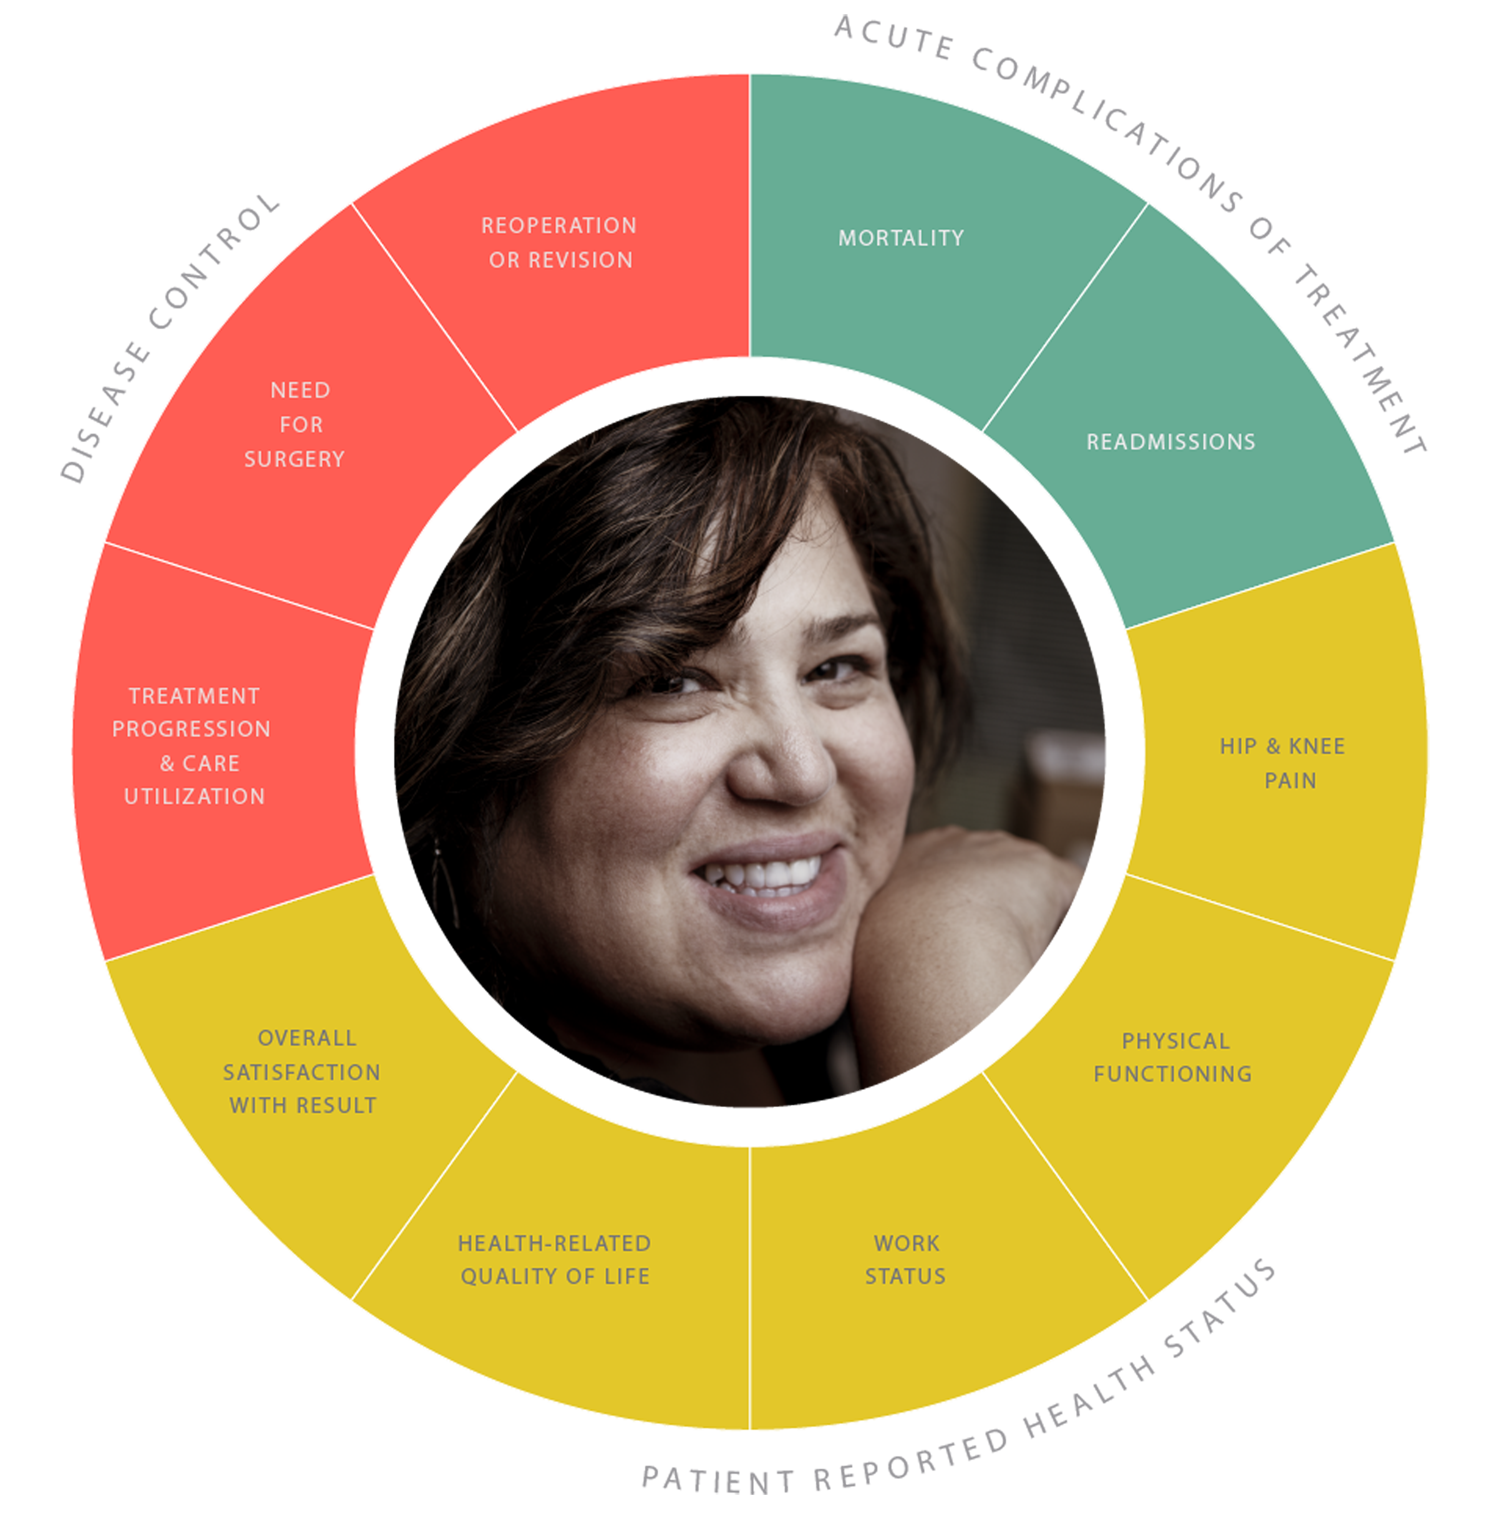 ACUTE COMPLICATIONS OF TREATMENT
MORTALITY
READMISSIONS
HIP & KNEE
PAIN
PHYSICAL
FUNCTIONING
WORK
STATUS
PATIENT REPORTED HEALTH STATUS
HEALTH-RELATED
QUALITY OF LIFE
OVERALL
SATISFACTION
WITH RESULT
TREATMENT
PROGRESSION
& CARE
UTILIZATION
NEED
FOR
SURGERY
REOPERATION
OR REVISION
DISEASE CONTROL